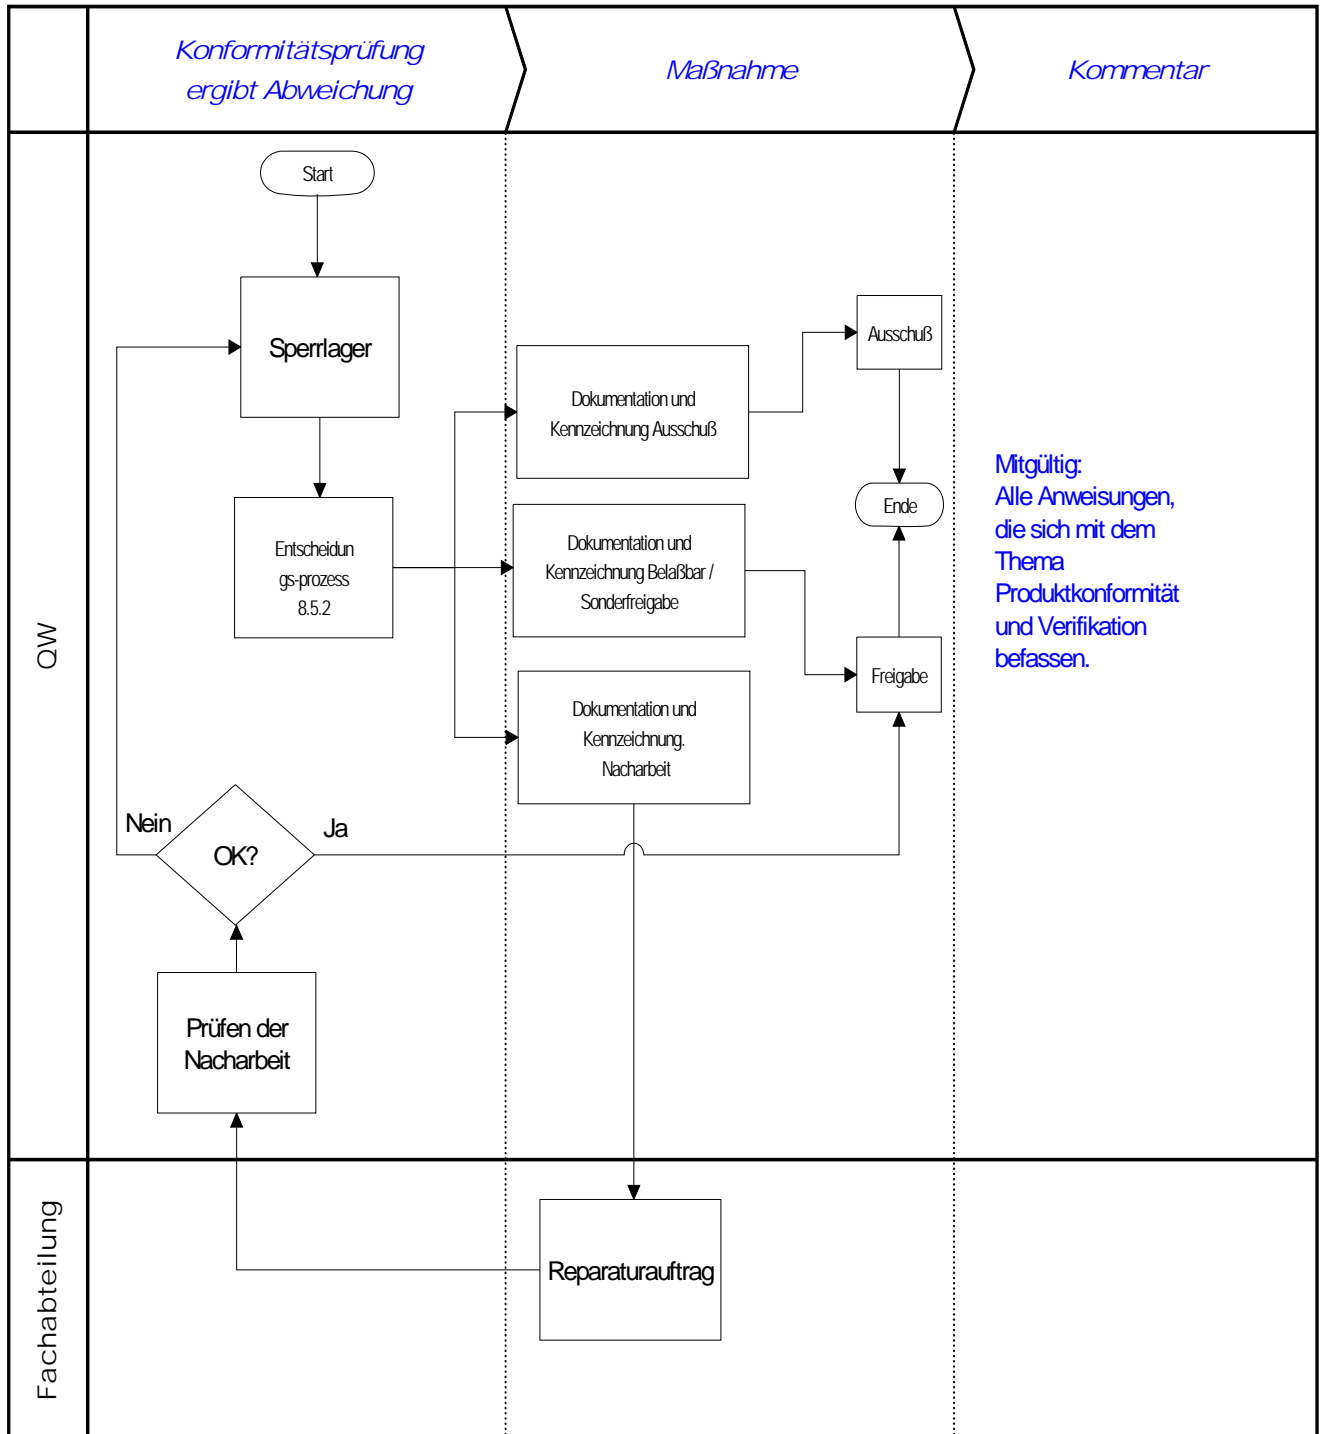 Konformitätsprüfung
ergibt Abweichung
Maßnahme
Kommentar
QW
Start
Sperrlager
Entscheidun
gs-prozess
8.5.2
Dokumentation und
Kennzeichnung Ausschuß
Dokumentation und
Kennzeichnung Belaßbar /
Sonderfreigabe
Dokumentation und
Kennzeichnung.
Nacharbeit
Ausschuß
Ende
Freigabe
Mitgültig:
Alle Anweisungen,
die sich mit dem
Thema
Produktkonformität
und Verifikation
befassen.
Nein
OK?
Ja
Prüfen der
Nacharbeit
Fachabteilung
Reparaturauftrag